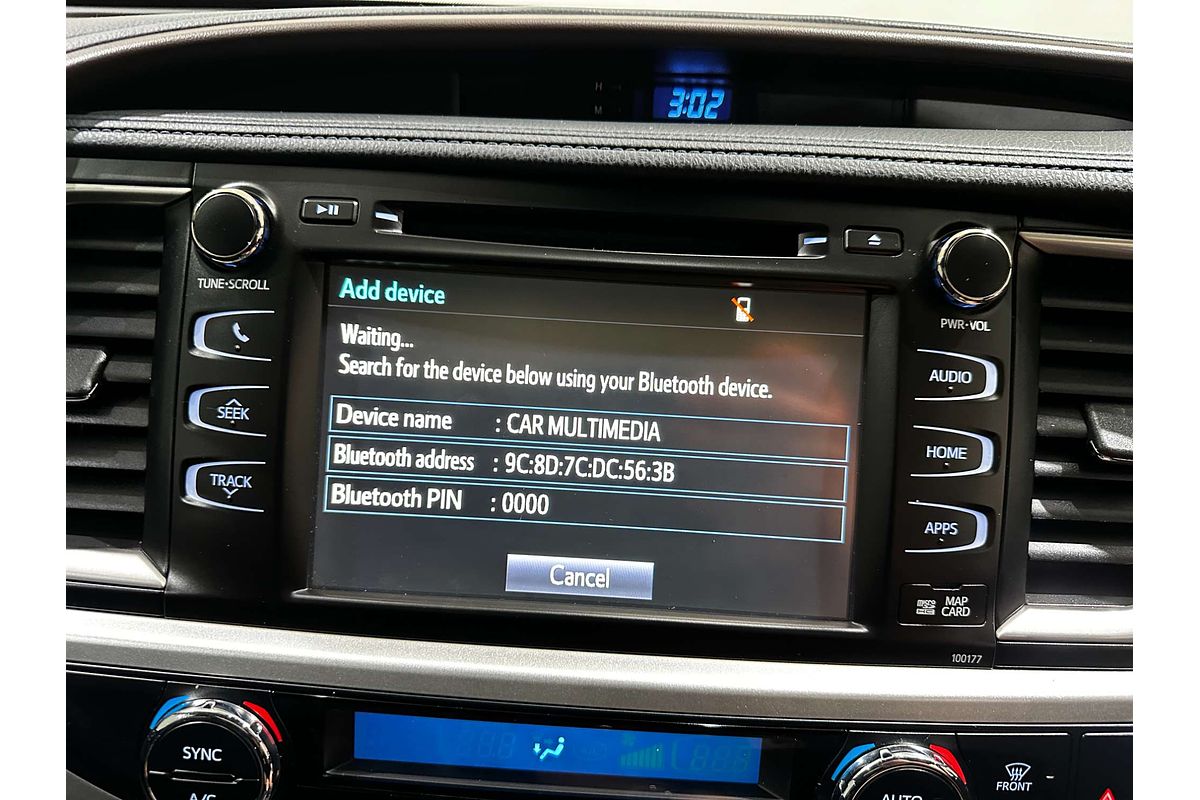 H
M
3:02
TUNE•SCROLL
PWR•VOL
Add device
Waiting...
Search for the device below using your Bluetooth device.
Device name : CAR MULTIMEDIA
Bluetooth address : 9C:8D:7C:DC:56:3B
Bluetooth PIN : 0000
Cancel
SEEK
TRACK
AUDIO
HOME
APPS
micro SD
MAP
CARD
100177
SYNC
A/C
AUTO
FRONT